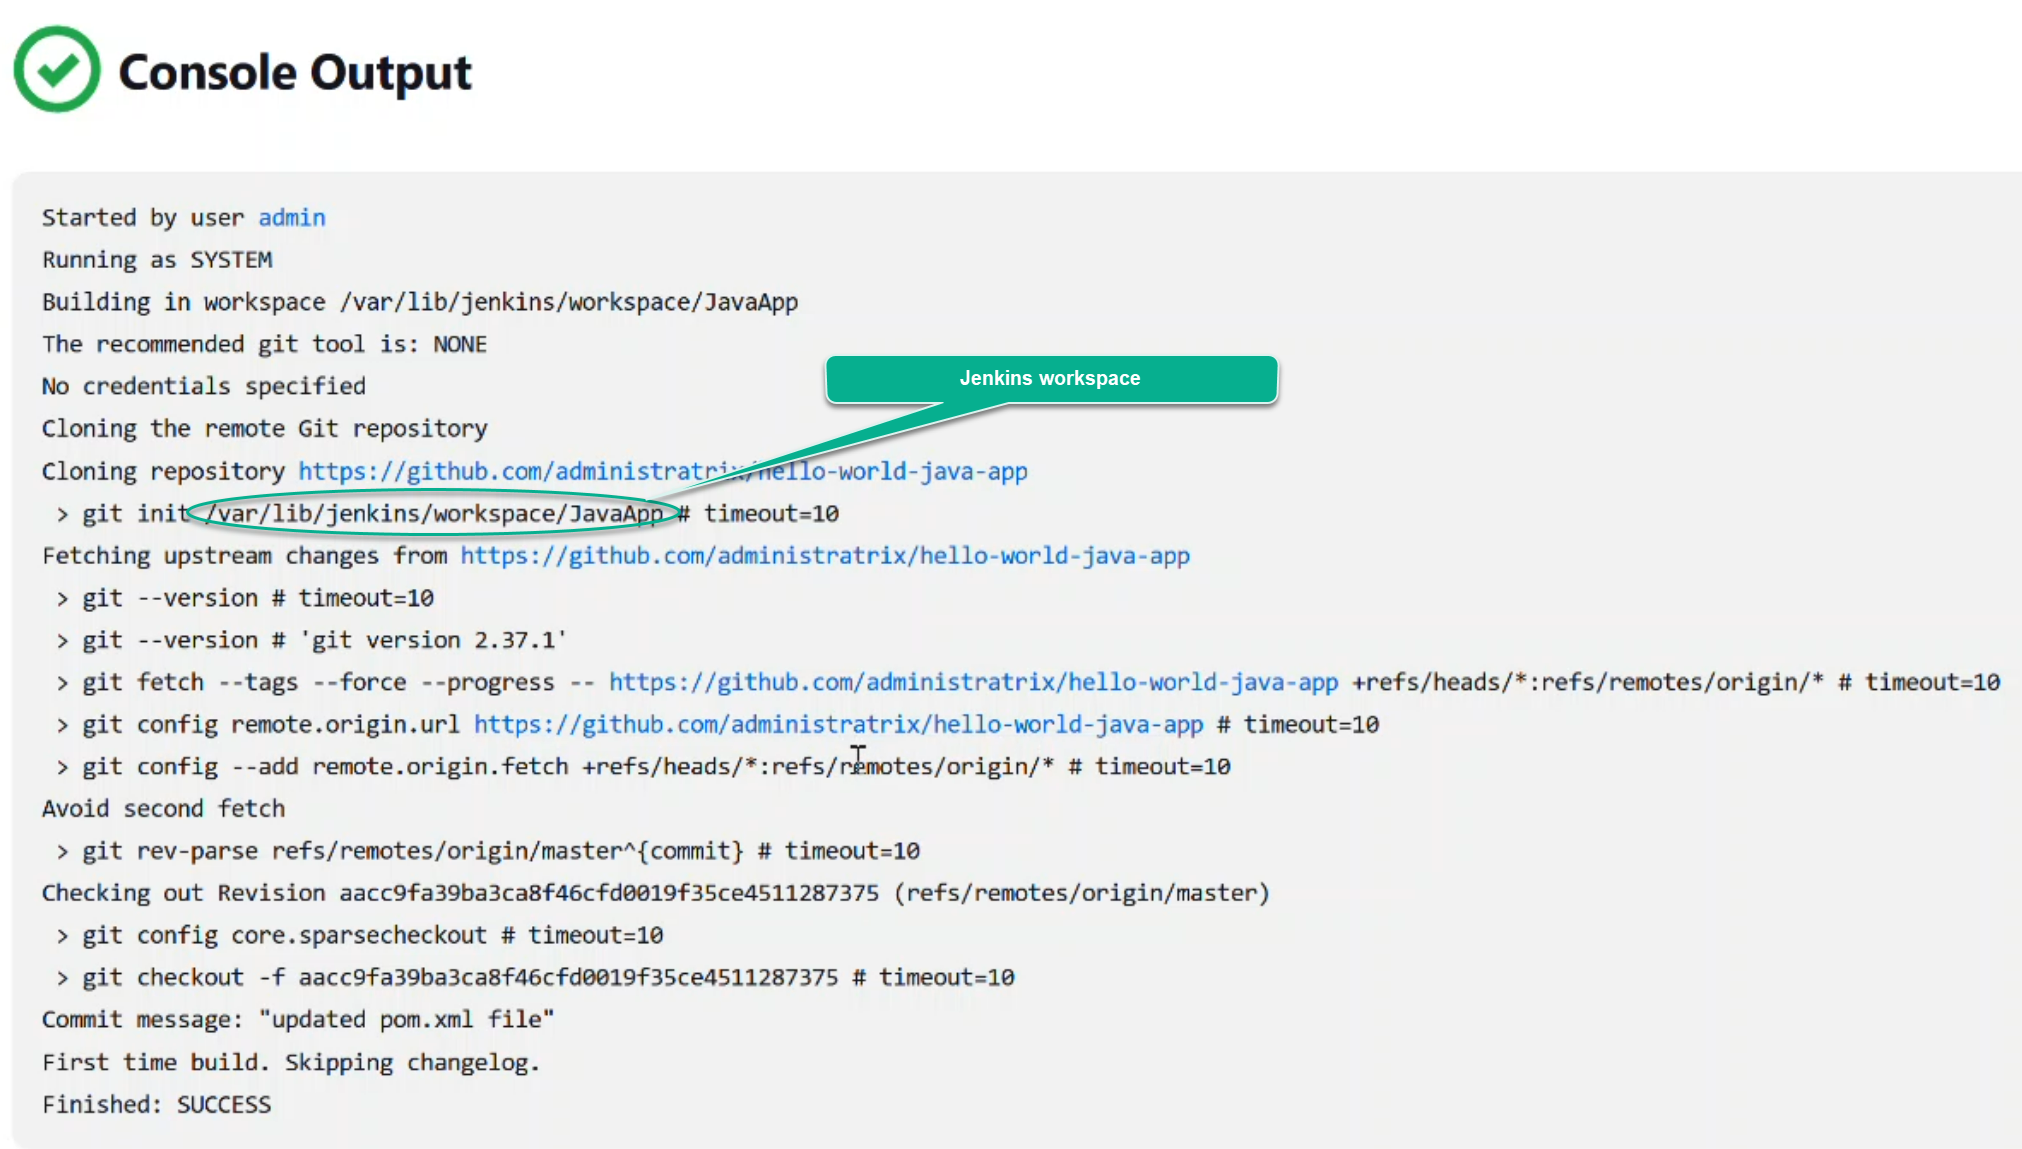 Console Output
Started by user admin
Running as SYSTEM
Building in workspace /var/lib/jenkins/workspace/JavaApp
The recommended git tool is: NONE
No credentials specified
Jenkins workspace
Cloning the remote Git repository
Cloning repository https://github.com/administratrix/hello-world-java-app
 > git init /var/lib/jenkins/workspace/JavaApp # timeout=10
Fetching upstream changes from https://github.com/administratrix/hello-world-java-app
 > git --version # timeout=10
 > git --version # 'git version 2.37.1'
 > git fetch --tags --force --progress -- https://github.com/administratrix/hello-world-java-app +refs/heads/*:refs/remotes/origin/* # timeout=10
 > git config remote.origin.url https://github.com/administratrix/hello-world-java-app # timeout=10
 > git config --add remote.origin.fetch +refs/heads/*:refs/remotes/origin/* # timeout=10
Avoid second fetch
 > git rev-parse refs/remotes/origin/master^{commit} # timeout=10
Checking out Revision aacc9fa39ba3ca8f46cfd0019f35ce4511287375 (refs/remotes/origin/master)
 > git config core.sparsecheckout # timeout=10
 > git checkout -f aacc9fa39ba3ca8f46cfd0019f35ce4511287375 # timeout=10
Commit message: "updated pom.xml file"
First time build. Skipping changelog.
Finished: SUCCESS